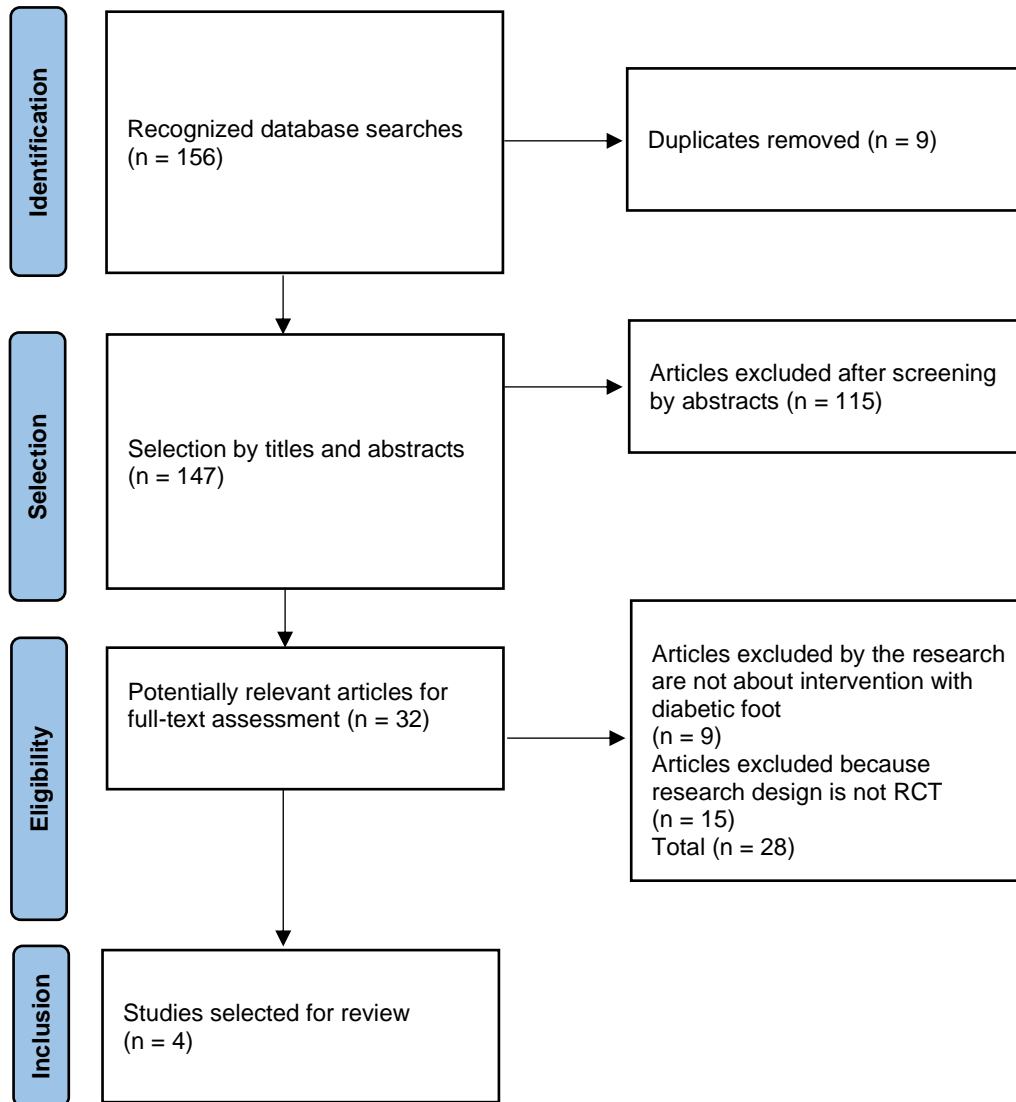 Identification
Recognized database searches
(n = 156)
Duplicates removed (n = 9)
Selection
Selection by titles and abstracts
(n = 147)
Articles excluded after screening
by abstracts (n = 115)
Eligibility
Potentially relevant articles for
full-text assessment (n = 32)
Articles excluded by the research
are not about intervention with
diabetic foot
(n = 9)
Articles excluded because
research design is not RCT
(n = 15)
Total (n = 28)
Inclusion
Studies selected for review
(n = 4)